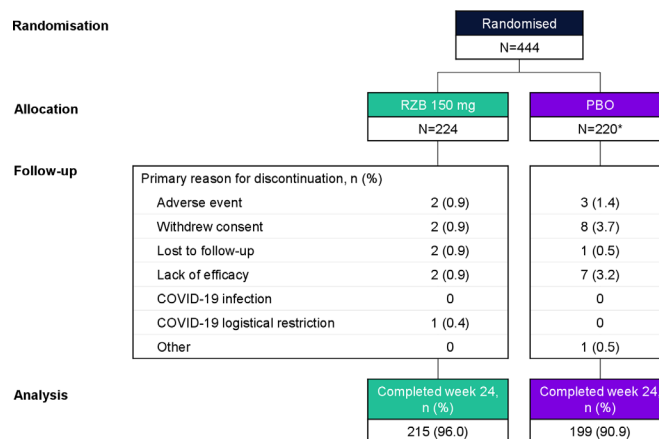 Randomisation
Randomised
N=444
Allocation
RZB 150 mg
PBO
N=224
N=220*
Follow-up
Primary reason for discontinuation, n (%)
Adverse event 2 (0.9) 3 (1.4)
Withdrew consent 2 (0.9) 8 (3.7)
Lost to follow-up 2 (0.9) 1 (0.5)
Lack of efficacy 2 (0.9) 7 (3.2)
COVID-19 infection 0 0
COVID-19 logistical restriction 1 (0.4) 0
Other 0 1 (0.5)
Analysis
Completed week 24,
n (%)
215 (96.0)
Completed week 24,
n (%)
199 (90.9)